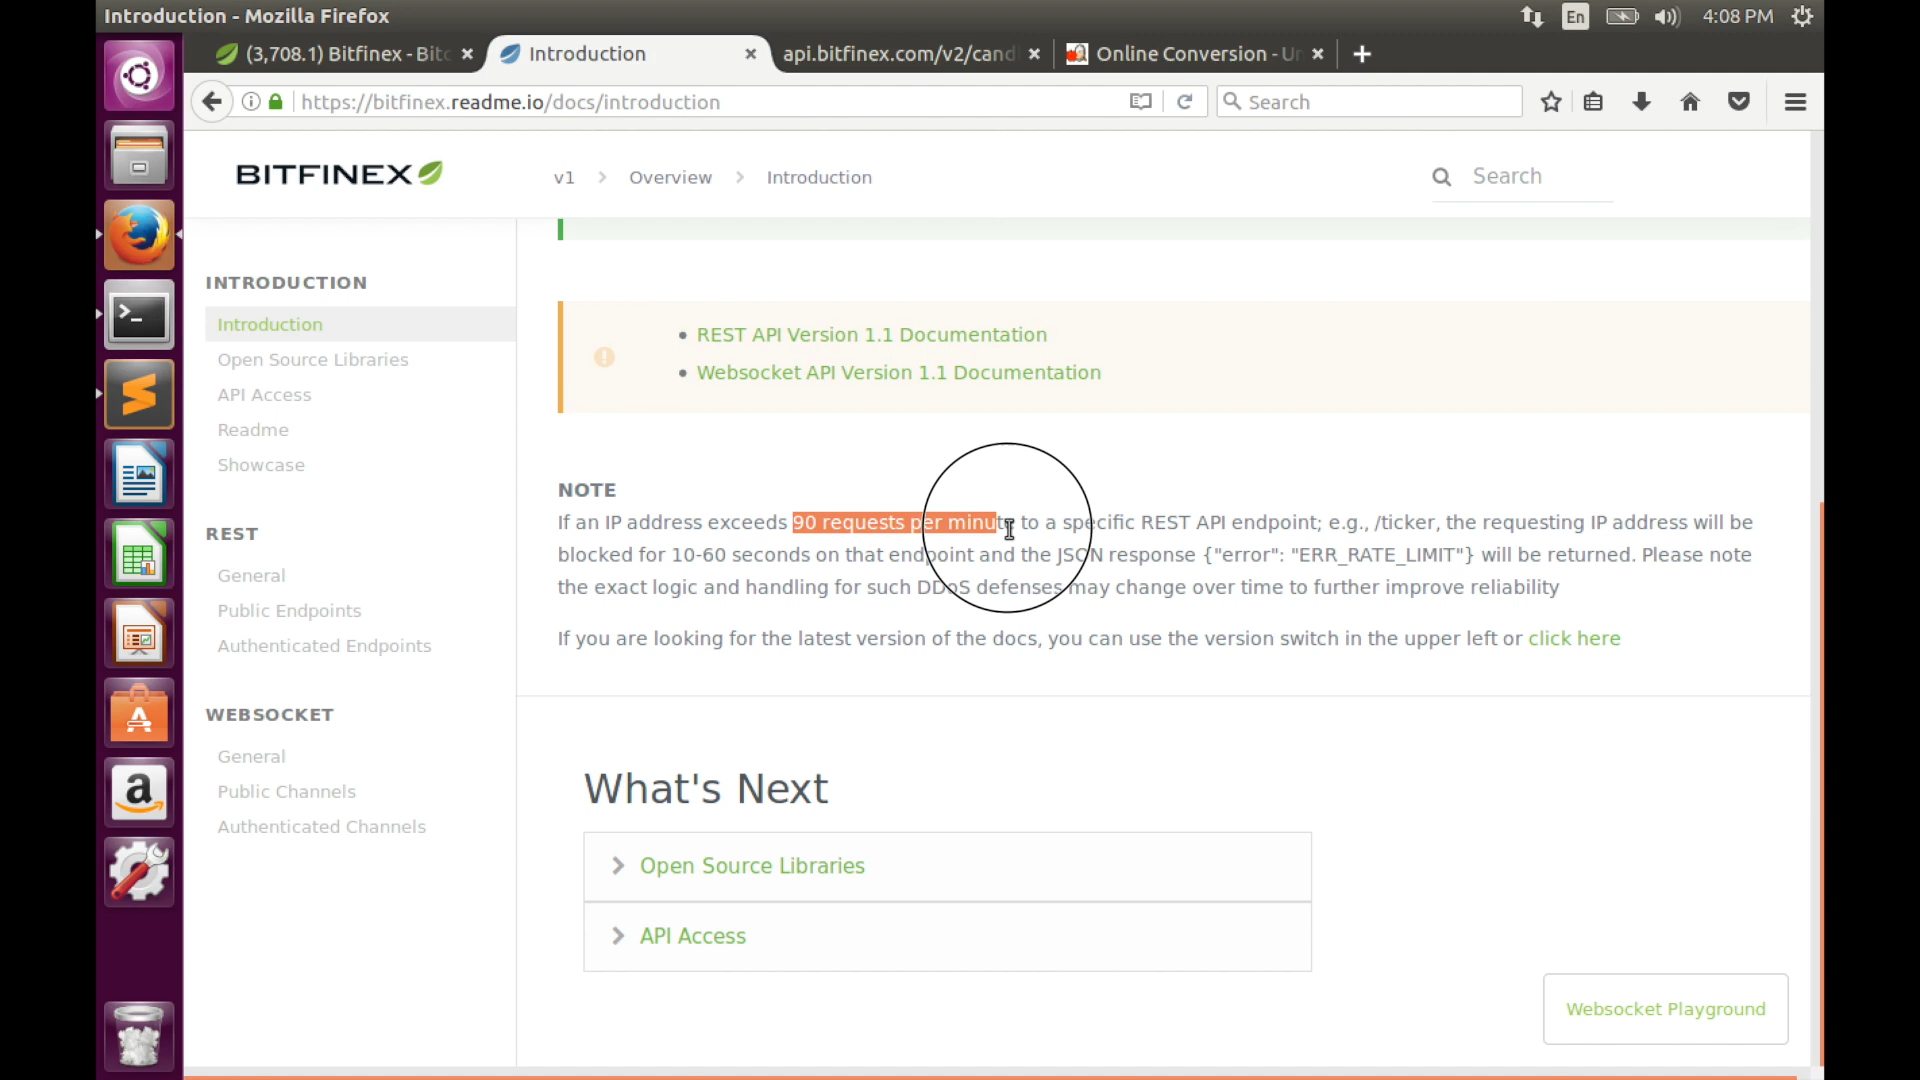 Introduction - Mozilla Firefox
En
4:08 PM
(3,708.1) Bitfinex - Bitc
Introduction
api.bitfinex.com/v2/cand
Online Conversion - Un
https://bitfinex.readme.io/docs/introduction
Search
BITFINEX
v1
Overview
Introduction
Search
INTRODUCTION
Introduction
Open Source Libraries
API Access
Readme
Showcase
REST
General
Public Endpoints
Authenticated Endpoints
WEBSOCKET
General
Public Channels
Authenticated Channels
REST API Version 1.1 Documentation
Websocket API Version 1.1 Documentation
NOTE
If an IP address exceeds 90 requests per minute to a specific REST API endpoint; e.g., /ticker, the requesting IP address will be
blocked for 10-60 seconds on that endpoint and the JSON response {"error": "ERR_RATE_LIMIT"} will be returned. Please note
the exact logic and handling for such DDoS defenses may change over time to further improve reliability
If you are looking for the latest version of the docs, you can use the version switch in the upper left or click here
What's Next
Open Source Libraries
API Access
Websocket Playground